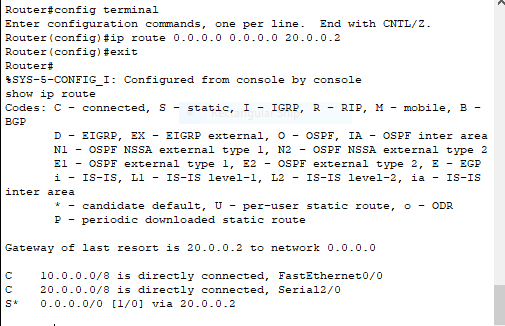 Router#config terminal
Enter configuration commands, one per line.  End with CNTL/Z.
Router(config)#ip route 0.0.0.0 0.0.0.0 20.0.0.2
Router(config)#exit
Router#
%SYS-5-CONFIG_I: Configured from console by console
show ip route
Codes: C - connected, S - static, I - IGRP, R - RIP, M - mobile, B -
BGP
       D - EIGRP, EX - EIGRP external, O - OSPF, IA - OSPF inter area
       N1 - OSPF NSSA external type 1, N2 - OSPF NSSA external type 2
       E1 - OSPF external type 1, E2 - OSPF external type 2, E - EGP
       i - IS-IS, L1 - IS-IS level-1, L2 - IS-IS level-2, ia - IS-IS
inter area
       * - candidate default, U - per-user static route, o - ODR
       P - periodic downloaded static route
Gateway of last resort is 20.0.0.2 to network 0.0.0.0
C    10.0.0.0/8 is directly connected, FastEthernet0/0
C    20.0.0.0/8 is directly connected, Serial2/0
S*   0.0.0.0/0 [1/0] via 20.0.0.2
Rectangular Snip